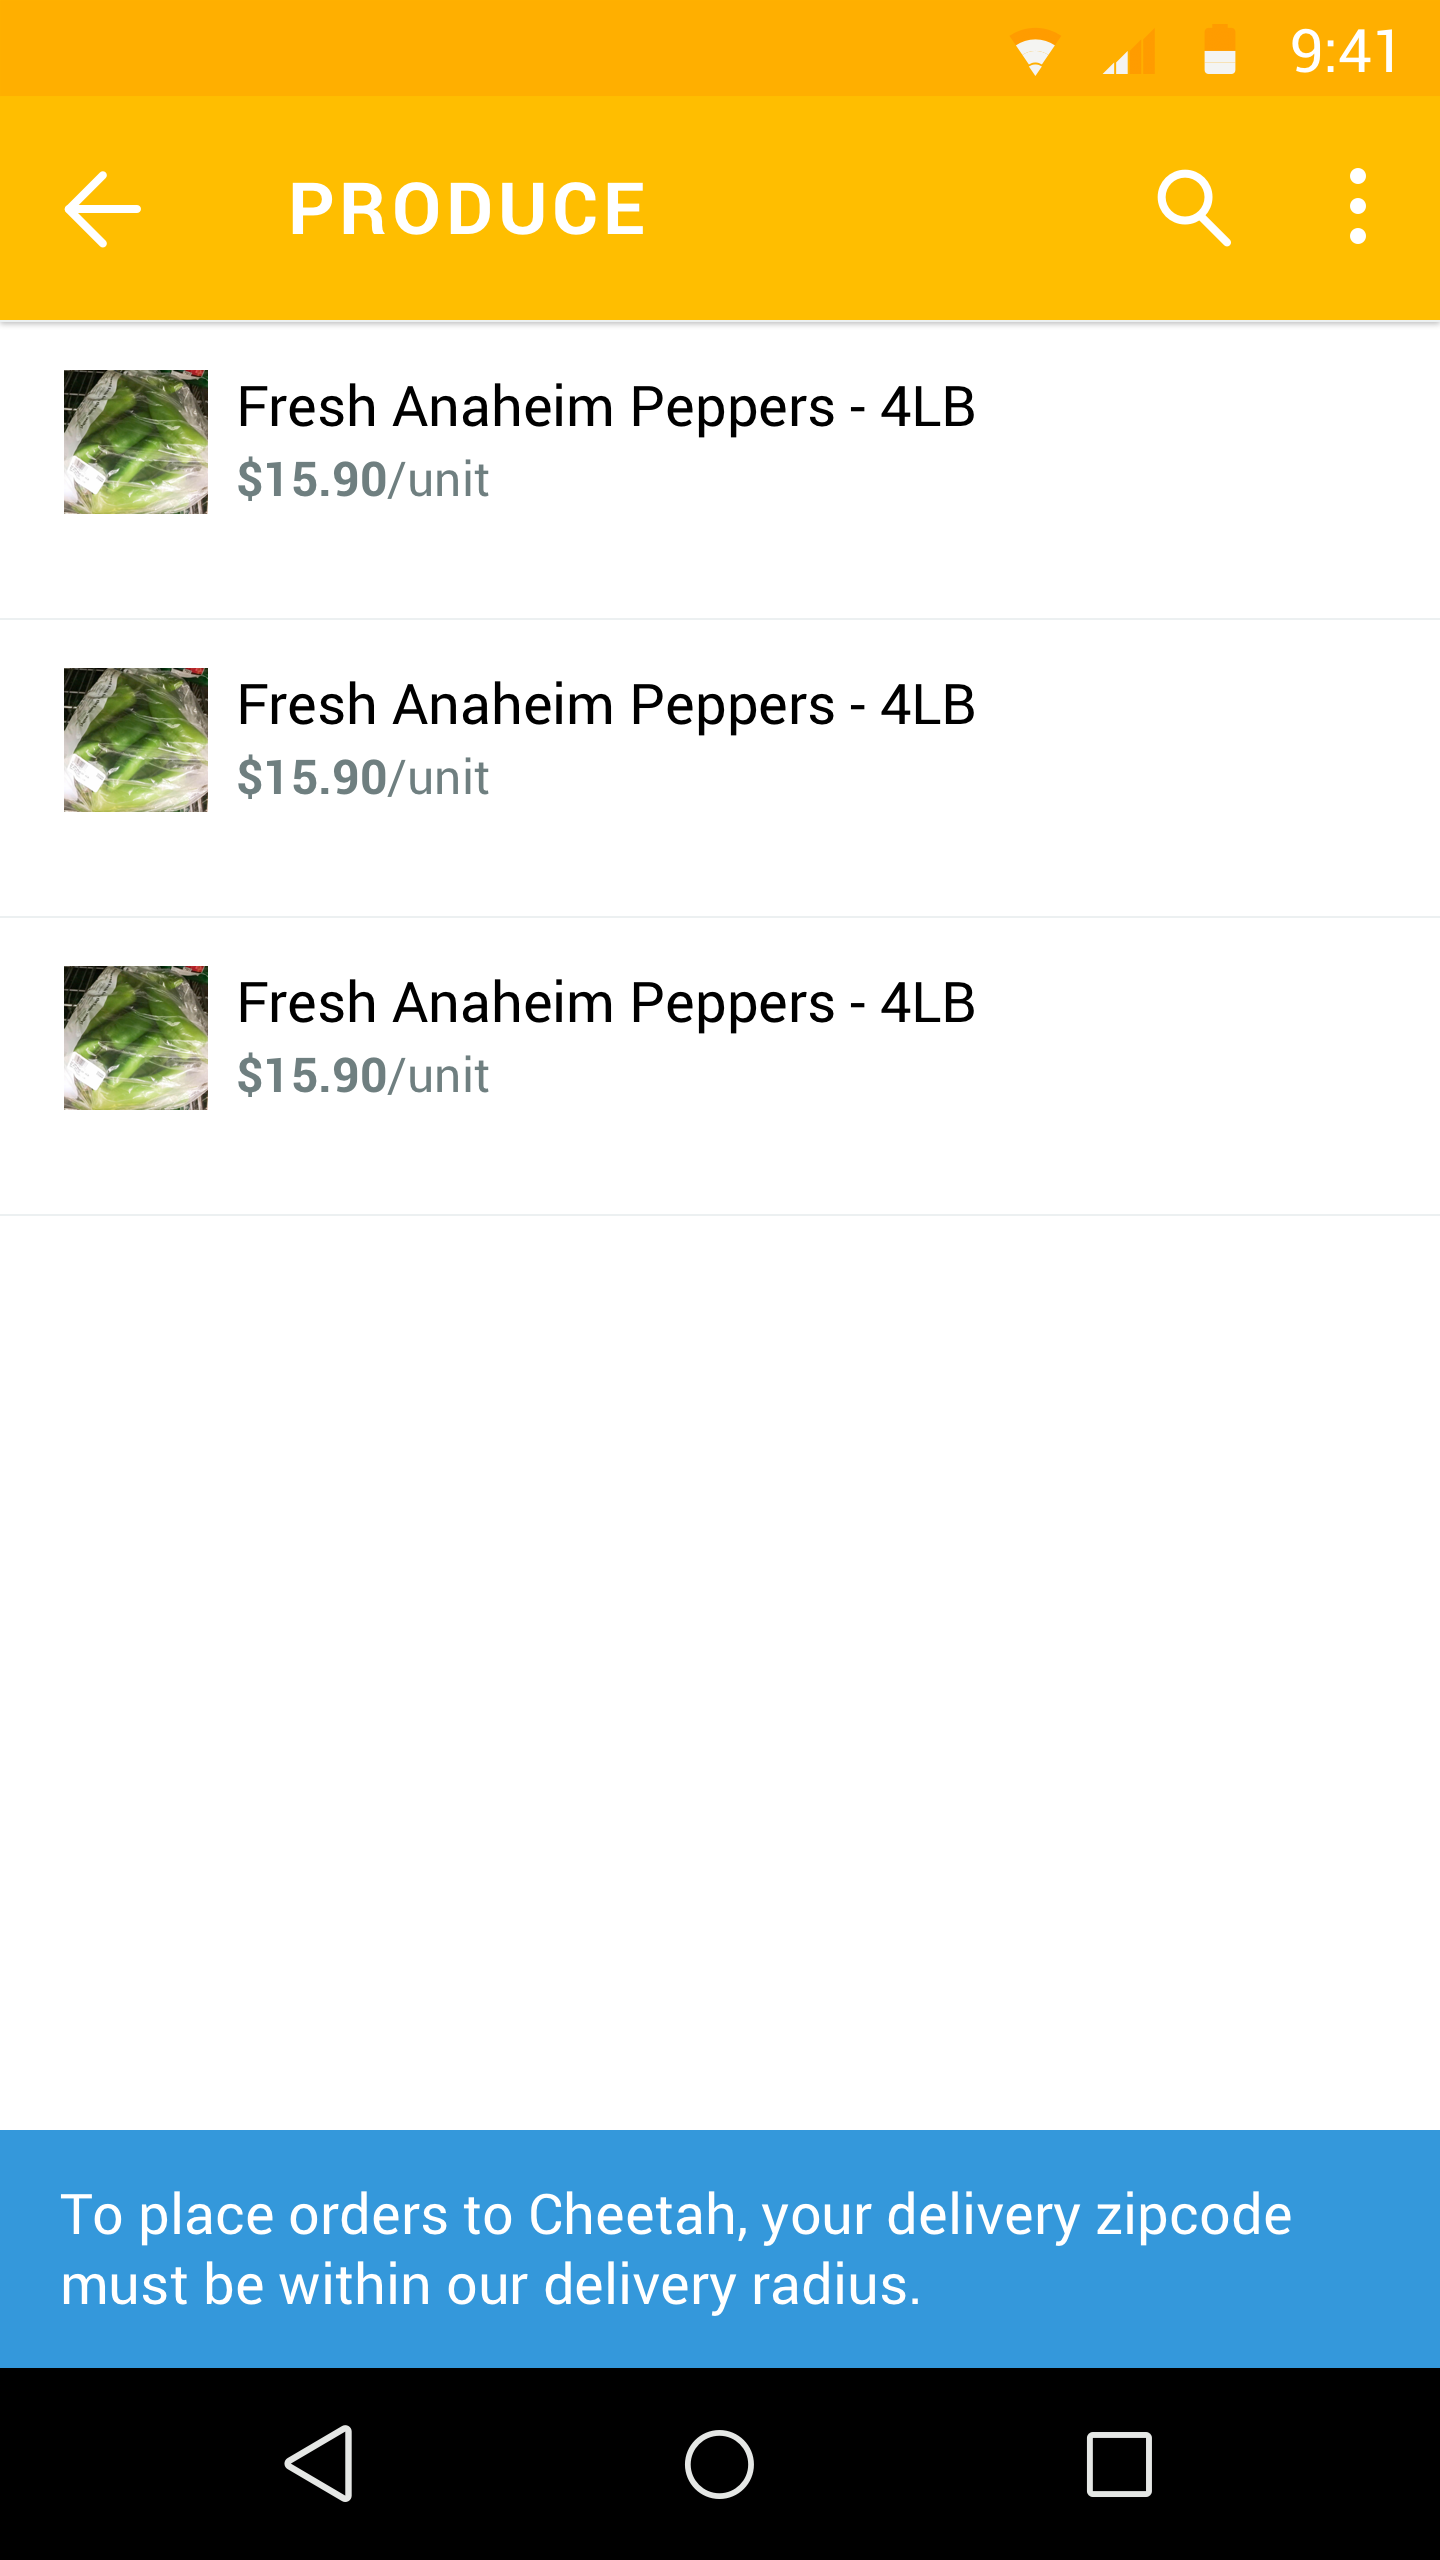 9:41
PRODUCE
Fresh Anaheim Peppers - 4LB
$15.90/unit
Fresh Anaheim Peppers - 4LB
$15.90/unit
Fresh Anaheim Peppers - 4LB
$15.90/unit
To place orders to Cheetah, your delivery zipcode
must be within our delivery radius.